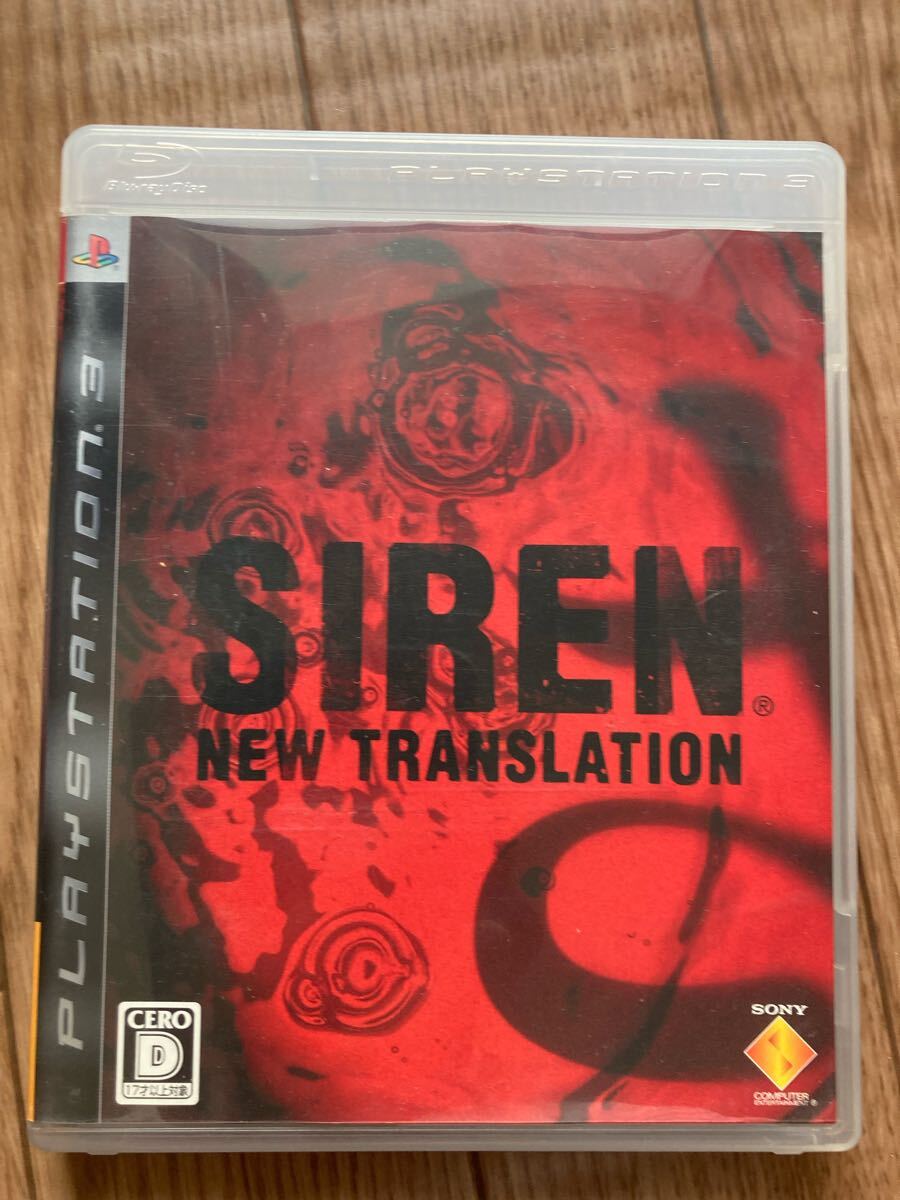 Blu-ray Disc
PLAYSTATION 3
PLAYSTATION 3
SIREN®
NEW TRANSLATION
CERO
D
17才以上対象
SONY
COMPUTER
ENTERTAINMENT®